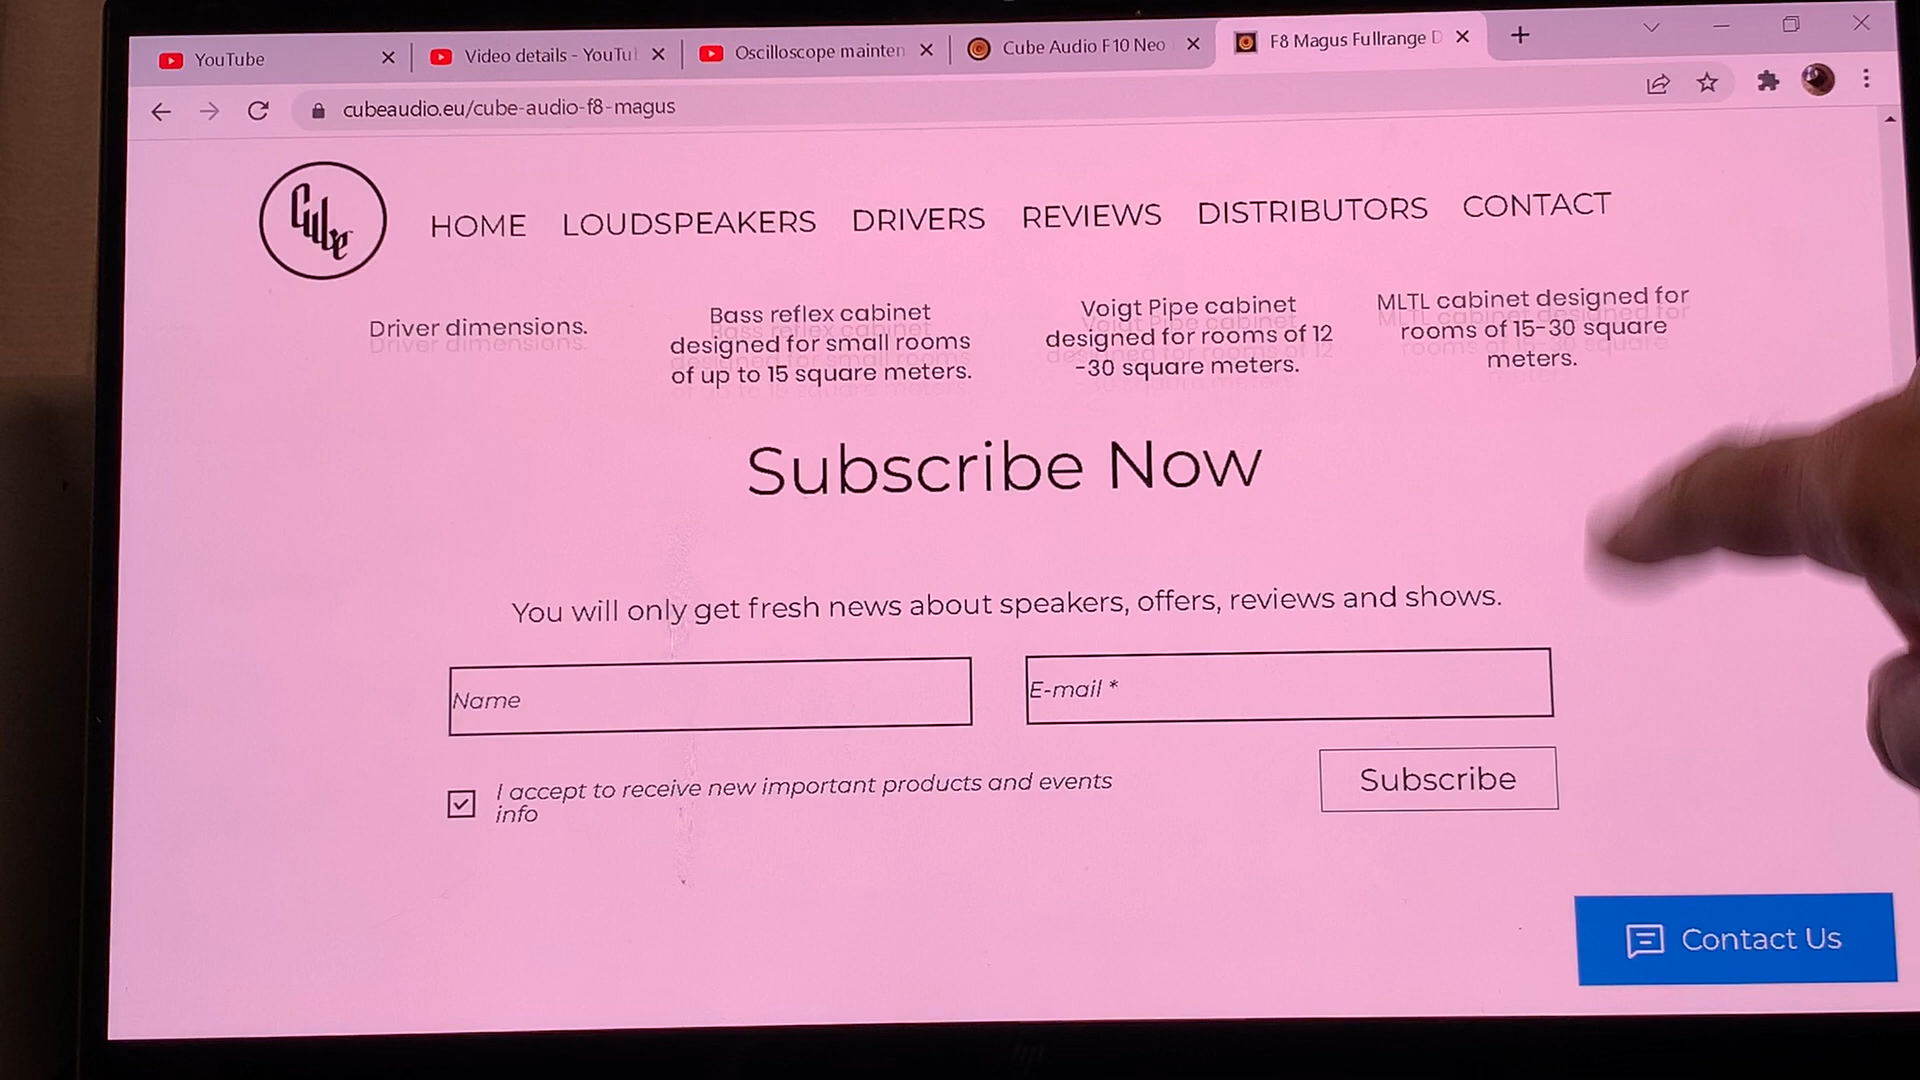 YouTube
Video details - YouTu
Oscilloscope mainten
Cube Audio F10 Neo
F8 Magus Fullrange D
cubeaudio.eu/cube-audio-f8-magus
Cube
HOME LOUDSPEAKERS DRIVERS REVIEWS DISTRIBUTORS CONTACT
Driver dimensions.
Bass reflex cabinet
designed for small rooms
of up to 15 square meters.
Voigt Pipe cabinet
designed for rooms of 12
-30 square meters.
MLTL cabinet designed for
rooms of 15-30 square
meters.
Subscribe Now
You will only get fresh news about speakers, offers, reviews and shows.
Name
E-mail *
I accept to receive new important products and events
info
Subscribe
Contact Us